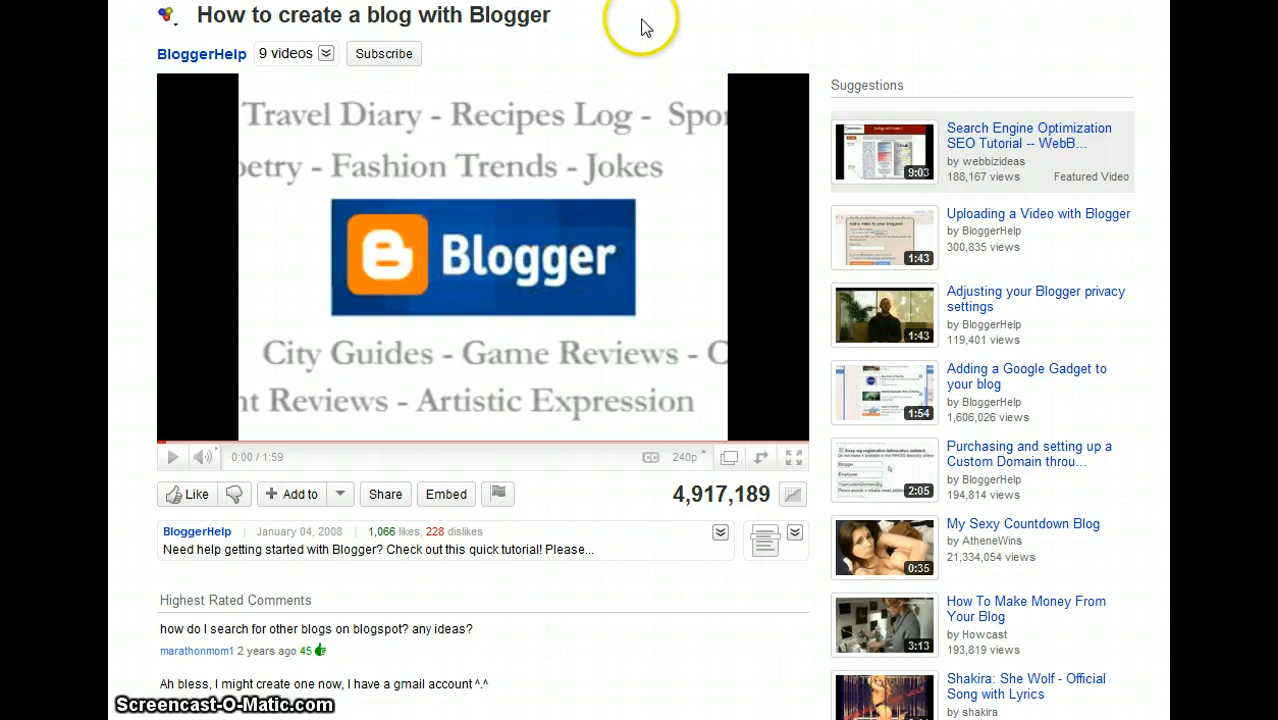 How to create a blog with Blogger
BloggerHelp 9 videos Subscribe
Travel Diary - Recipes Log - Spor
oetry - Fashion Trends - Jokes
Blogger
City Guides - Game Reviews - C
nt Reviews - Artistic Expression
0:00 / 1:59 CC 240p
Like Add to Share Embed 4,917,189
BloggerHelp | January 04, 2008 | 1,066 likes, 228 dislikes
Need help getting started with Blogger? Check out this quick tutorial! Please...
Highest Rated Comments
how do I search for other blogs on blogspot? any ideas?
marathonmom1 2 years ago 45
Ah bless, I might create one now, I have a gmail account ^.^
Screencast-O-Matic.com
Suggestions
9:03
Search Engine Optimization
SEO Tutorial -- WebB...
by webbizideas
188,167 views Featured Video
1:43
Uploading a Video with Blogger
by BloggerHelp
300,835 views
1:43
Adjusting your Blogger privacy
settings
by BloggerHelp
119,401 views
1:54
Adding a Google Gadget to
your blog
by BloggerHelp
1,606,026 views
2:05
Purchasing and setting up a
Custom Domain throu...
by BloggerHelp
194,814 views
0:35
My Sexy Countdown Blog
by AtheneWins
21,334,054 views
3:13
How To Make Money From
Your Blog
by Howcast
193,819 views
Shakira: She Wolf - Official
Song with Lyrics
by shakira